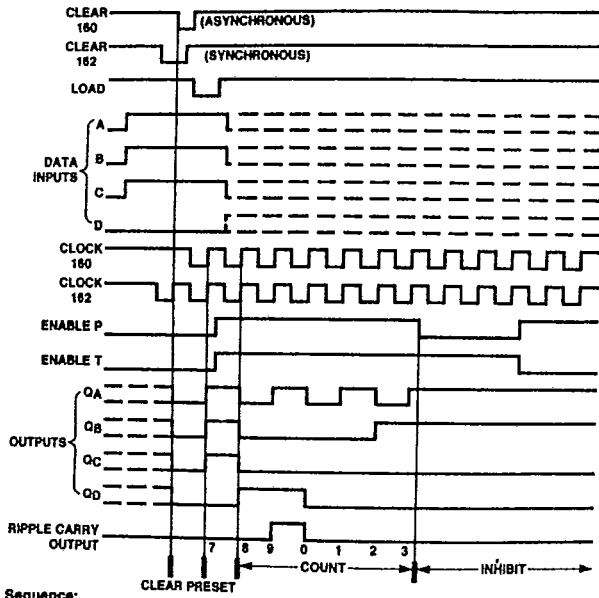 CLEAR
160
(ASYNCHRONOUS)
CLEAR
162
(SYNCHRONOUS)
LOAD
DATA
INPUTS
A
B
C
D
CLOCK
160
CLOCK
162
ENABLE P
ENABLE T
OUTPUTS
QA
QB
QC
QD
RIPPLE CARRY
OUTPUT
7 8 9 0 1 2 3
CLEAR PRESET
COUNT
INHIBIT
Sequence: